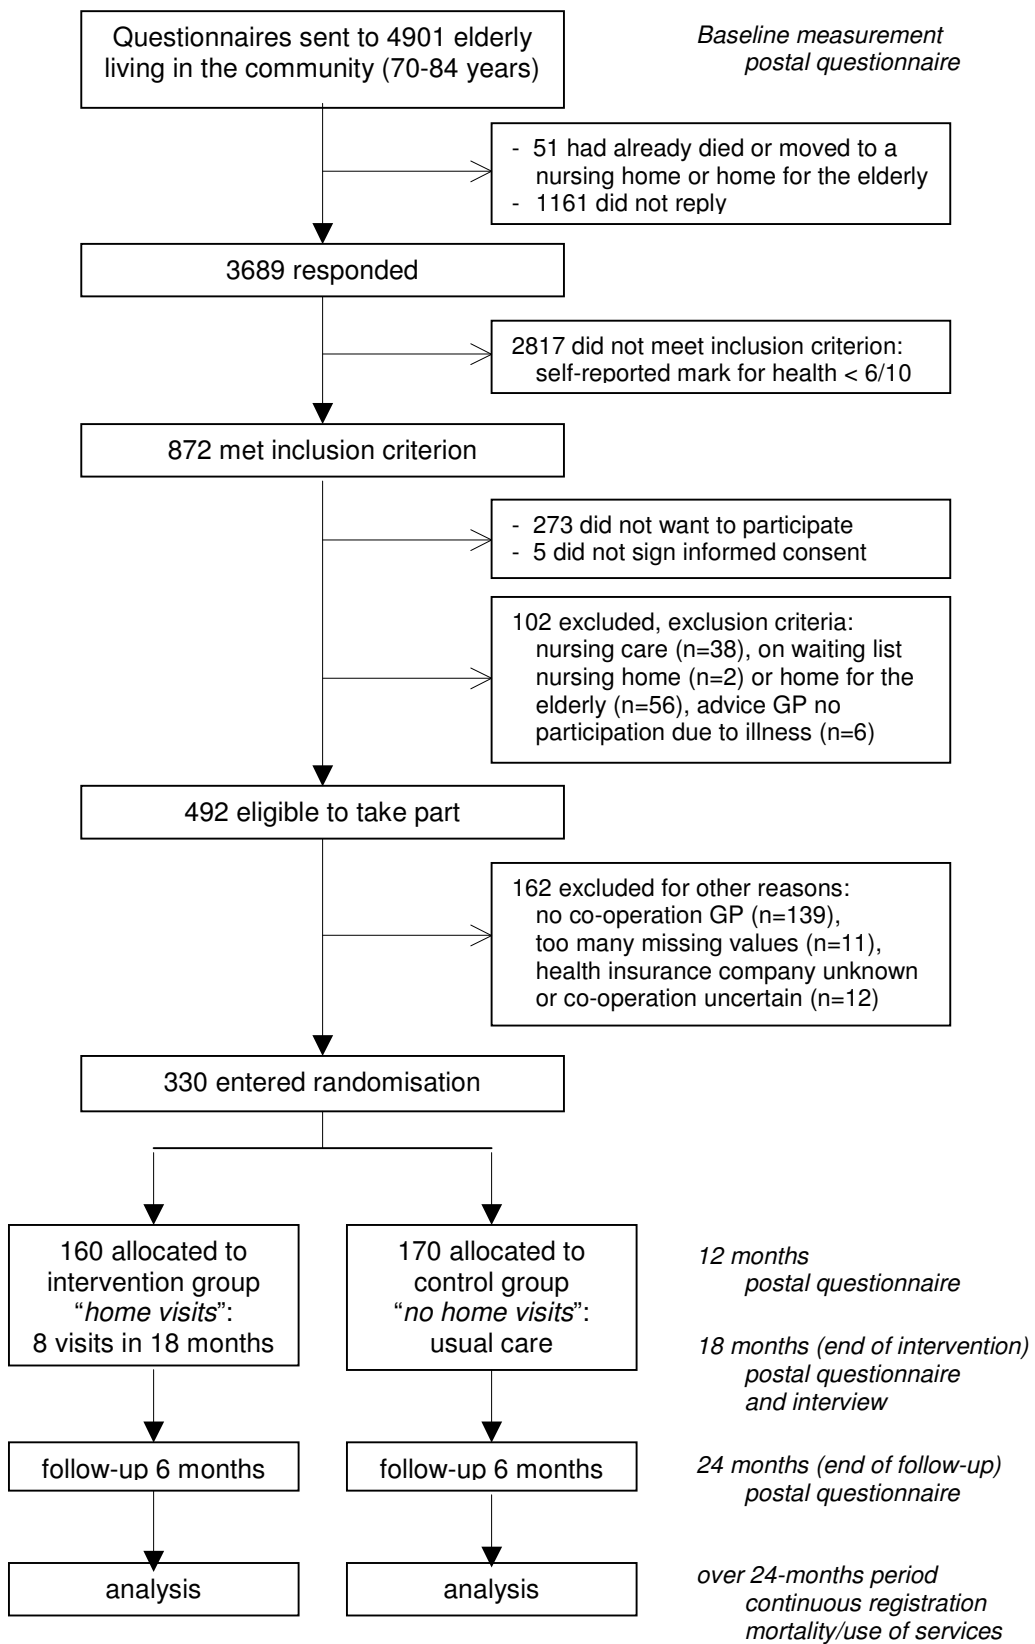 Questionnaires sent to 4901 elderly
living in the community (70-84 years)
Baseline measurement
postal questionnaire
- 51 had already died or moved to a
nursing home or home for the elderly
- 1161 did not reply
3689 responded
2817 did not meet inclusion criterion:
self-reported mark for health < 6/10
872 met inclusion criterion
- 273 did not want to participate
- 5 did not sign informed consent
102 excluded, exclusion criteria:
nursing care (n=38), on waiting list
nursing home (n=2) or home for the
elderly (n=56), advice GP no
participation due to illness (n=6)
492 eligible to take part
162 excluded for other reasons:
no co-operation GP (n=139),
too many missing values (n=11),
health insurance company unknown
or co-operation uncertain (n=12)
330 entered randomisation
160 allocated to
intervention group
“home visits”:
8 visits in 18 months
170 allocated to
control group
“no home visits”:
usual care
12 months
postal questionnaire
18 months (end of intervention)
postal questionnaire
and interview
follow-up 6 months
follow-up 6 months
24 months (end of follow-up)
postal questionnaire
analysis
analysis
over 24-months period
continuous registration
mortality/use of services